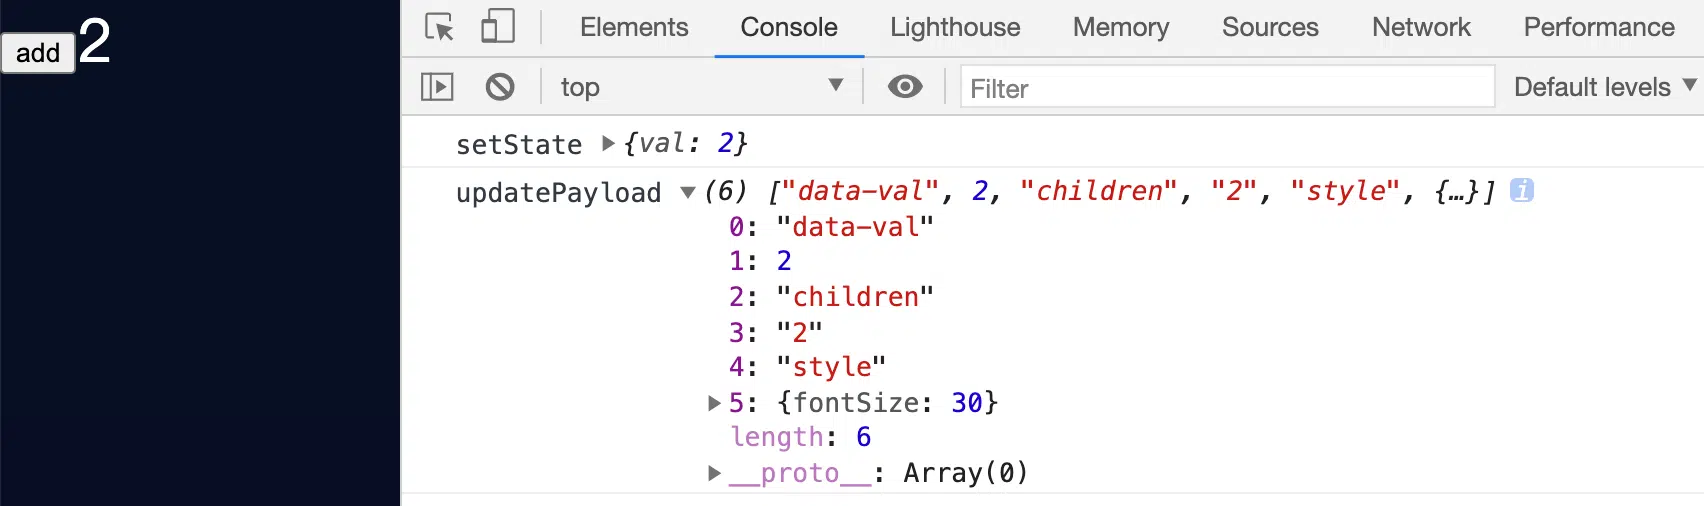 add 2
Elements Console Lighthouse Memory Sources Network Performance
top Filter Default levels
setState {val: 2}
updatePayload (6) ["data-val", 2, "children", "2", "style", {…}] i
0: "data-val"
1: 2
2: "children"
3: "2"
4: "style"
5: {fontSize: 30}
length: 6
__proto__: Array(0)